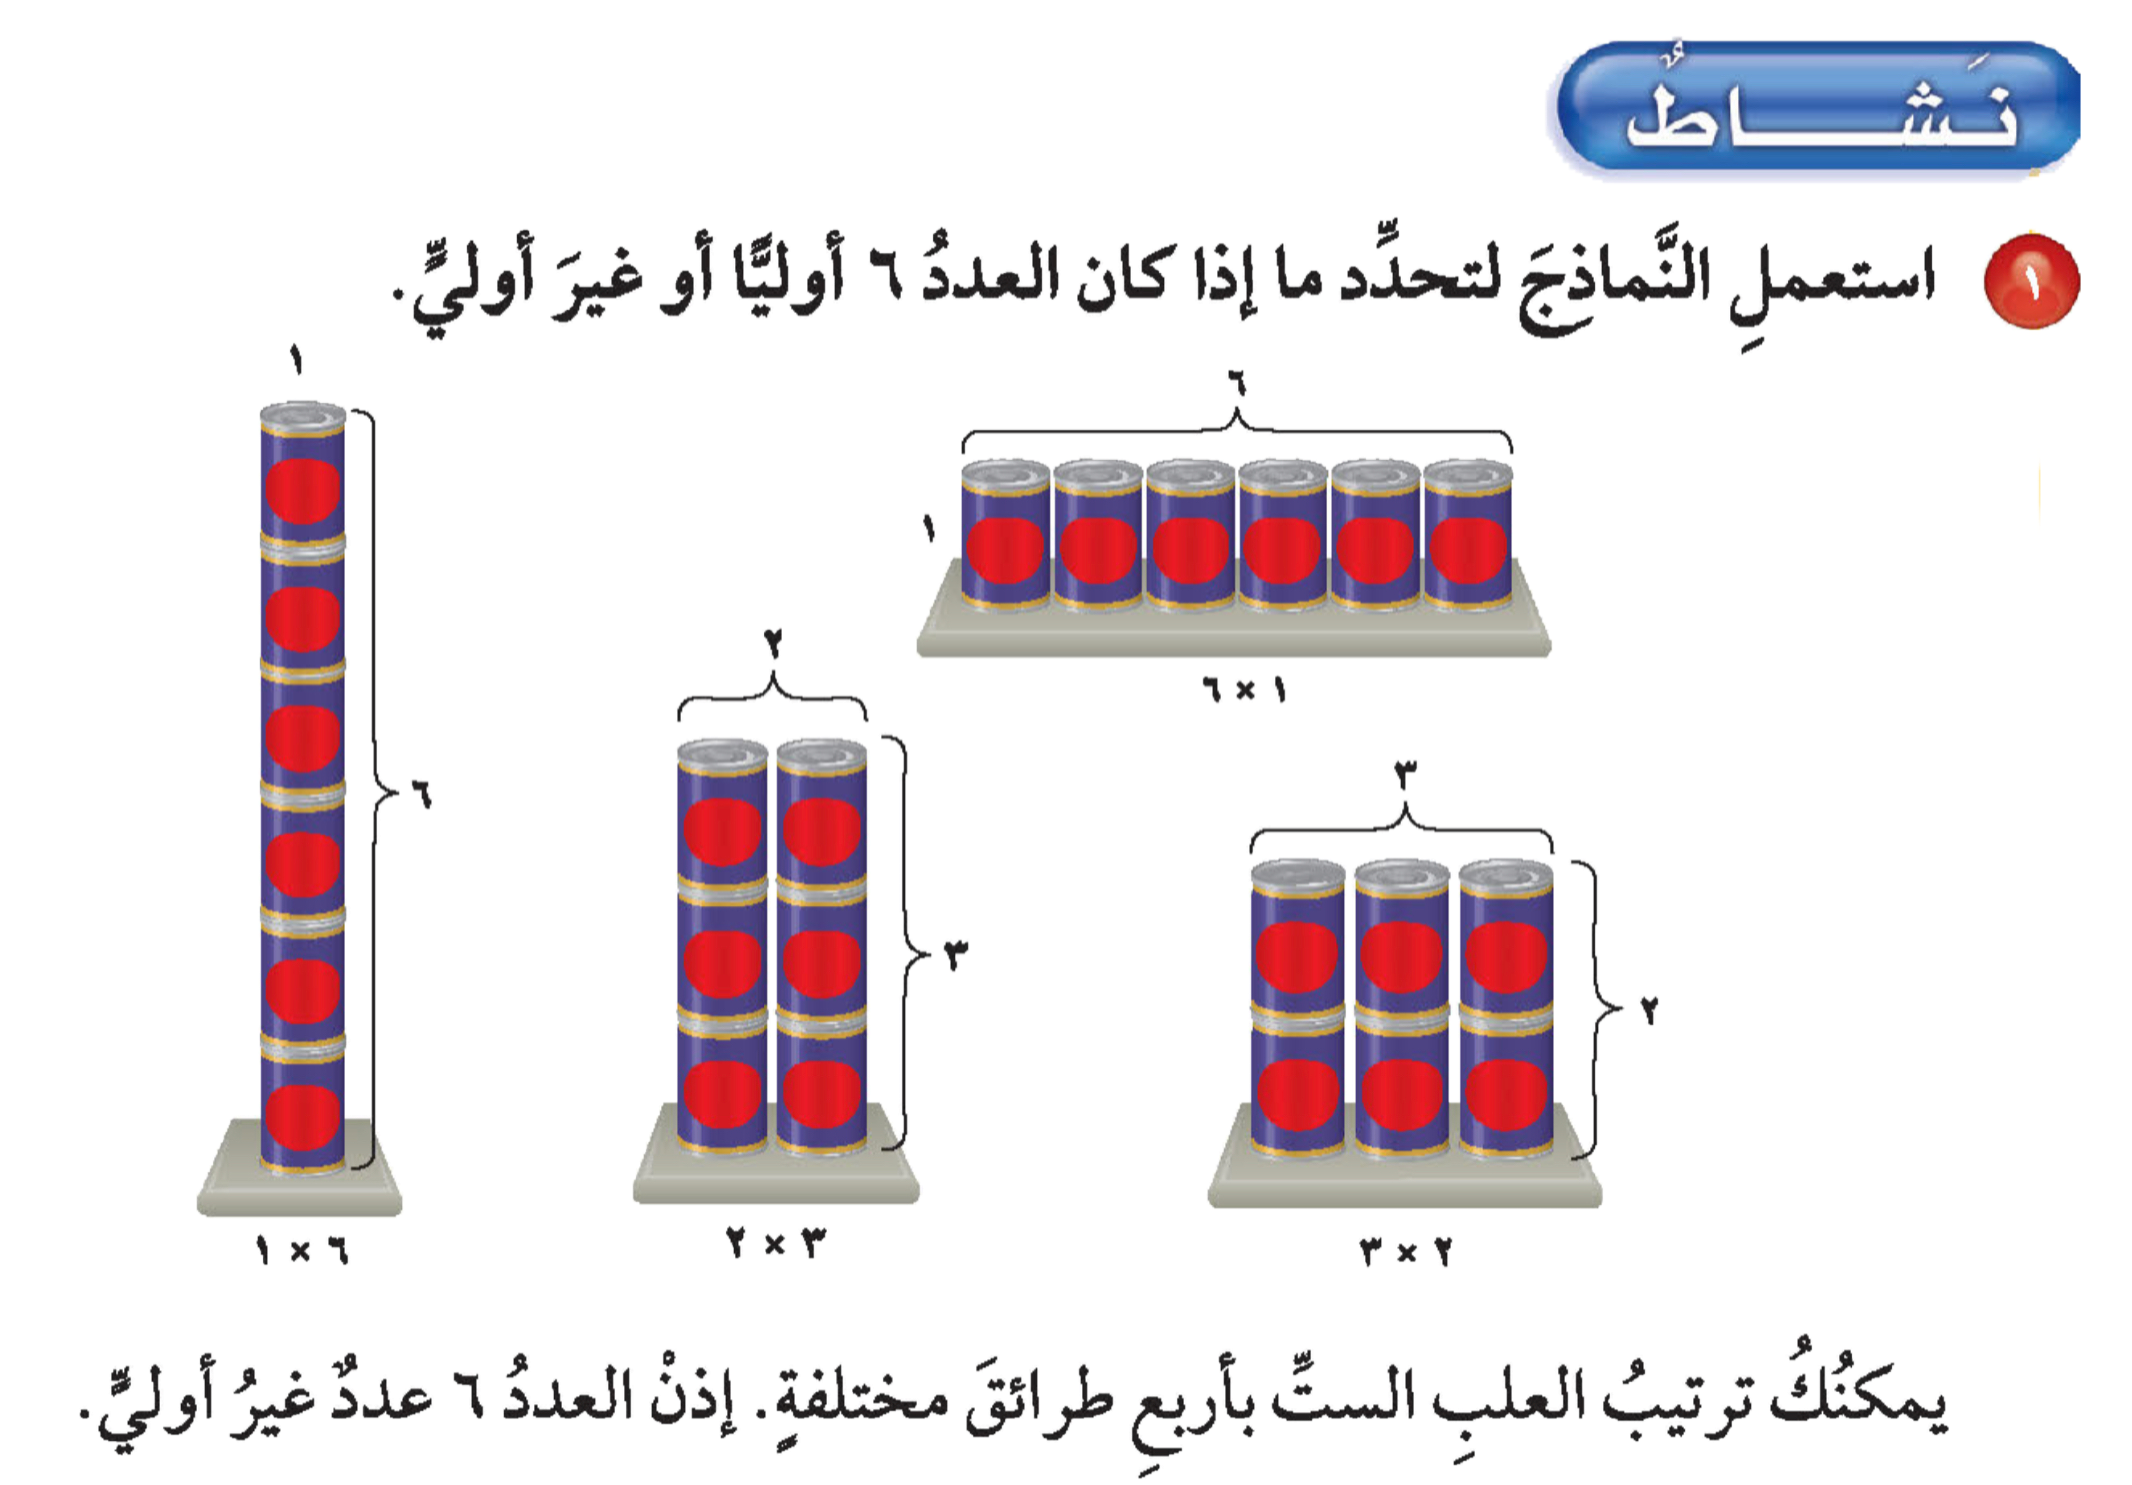 نَشَاطٌ
١ استعملِ النَّماذجَ لتحدِّد ما إذا كان العددُ ٦ أوليًّا أو غيرَ أوليٍّ.
٦
١
١ × ٦
١
٦
٦ × ١
٢
٣
٣ × ٢
٣
٢
٢ × ٣
يمكنُكُ ترتيبُ العلبِ الستِّ بأربعِ طرائقَ مختلفةٍ. إذنْ العددُ ٦ عددٌ غيرُ أوليٍّ.